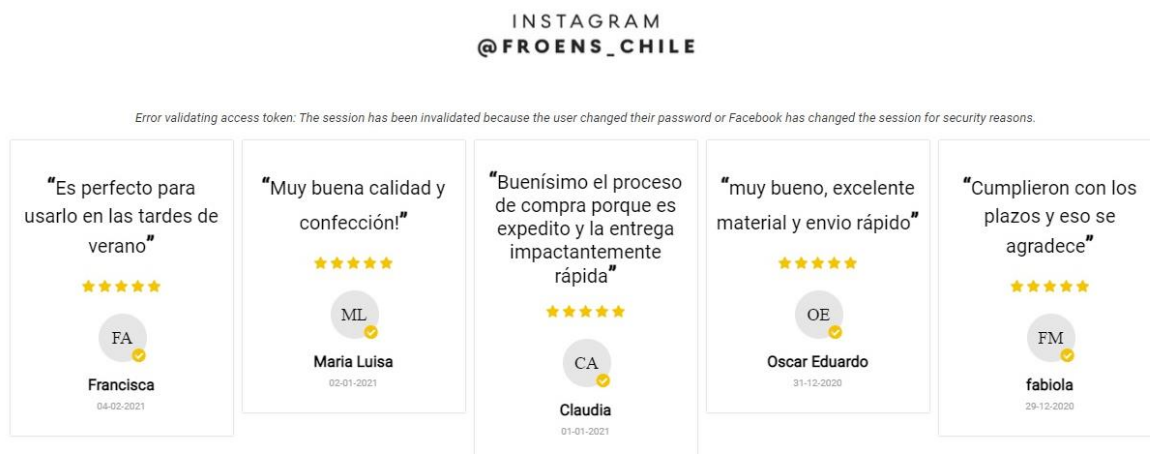 INSTAGRAM
@FROENS_CHILE
Error validating access token: The session has been invalidated because the user changed their password or Facebook has changed the session for security reasons.
“Es perfecto para
usarlo en las tardes de
verano”
FA
Francisca
04-02-2021
“Muy buena calidad y
confección!”
ML
Maria Luisa
02-01-2021
“Buenísimo el proceso
de compra porque es
expedito y la entrega
impactantemente
rápida”
CA
Claudia
01-01-2021
“muy bueno, excelente
material y envio rápido”
OE
Oscar Eduardo
31-12-2020
“Cumplieron con los
plazos y eso se
agradece”
FM
fabiola
29-12-2020